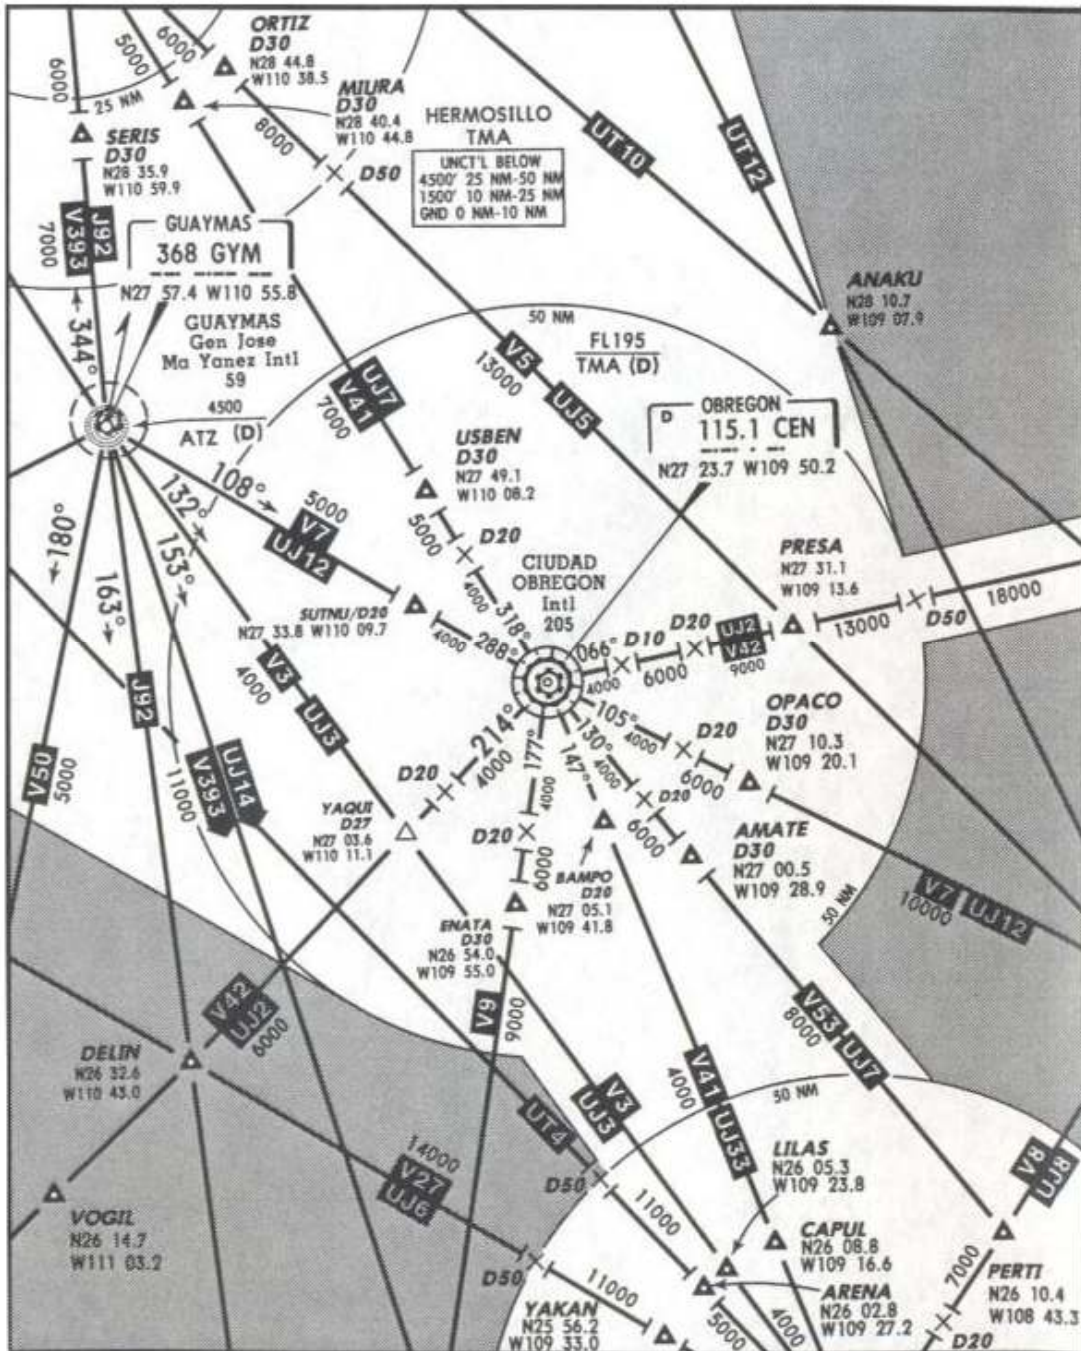 ORTIZ
D30
N28 44.8
W110 38.5
6000
5000
6000
25 NM
MIURA
D30
N28 40.4
W110 44.8
SERIS
D30
N28 35.9
W110 59.9
8000
D50
HERMOSILLO
TMA
UNCT'L BELOW
4500' 25 NM-50 NM
1500' 10 NM-25 NM
GND 0 NM-10 NM
UT10
UT12
J92
V393
7000
GUAYMAS
368 GYM
N27 57.4 W110 55.8
GUAYMAS
Gen Jose
Ma Yanez Intl
59
4500
ATZ (D)
344°
ANAKU
N28 10.7
W109 07.9
50 NM
FL195
TMA (D)
V5
13000
UJ5
UJ7
V41
7000
D
OBREGON
115.1 CEN
N27 23.7 W109 50.2
USBEN
D30
N27 49.1
W110 08.2
5000
D20
4000
318°
108°
5000
V7
UJ12
132°
153°
163°
180°
SUTNU/D20
N27 33.8 W110 09.7
4000
288°
CIUDAD
OBREGON
Intl
205
PRESA
N27 31.1
W109 13.6
066°
D10
D20
UJ2
V42
9000
4000
6000
13000
D50
18000
V3
4000
UJ3
J92
11000
V50
5000
V393
UJ14
214°
4000
D20
YAQUI
D27
N27 03.6
W110 11.1
177°
4000
D20
6000
147°
130°
4000
D20
6000
105°
4000
D20
6000
OPACO
D30
N27 10.3
W109 20.1
AMATE
D30
N27 00.5
W109 28.9
BAMPO
D20
N27 05.1
W109 41.8
ENATA
D30
N26 54.0
W109 55.0
50 NM
V7 UJ12
10000
V9
9000
V42
UJ2
6000
DELIN
N26 32.6
W110 43.0
V53
8000
UJ7
V41
4000
UJ33
V3
UJ3
UT4
50 NM
V8
UJ8
14000
V27
UJ6
LILAS
N26 05.3
W109 23.8
D50
11000
VOGIL
N26 14.7
W111 03.2
CAPUL
N26 08.8
W109 16.6
ARENA
N26 02.8
W109 27.2
D50
11000
YAKAN
N25 56.2
W109 33.0
5000
4000
7000
PERTI
N26 10.4
W108 43.3
D20